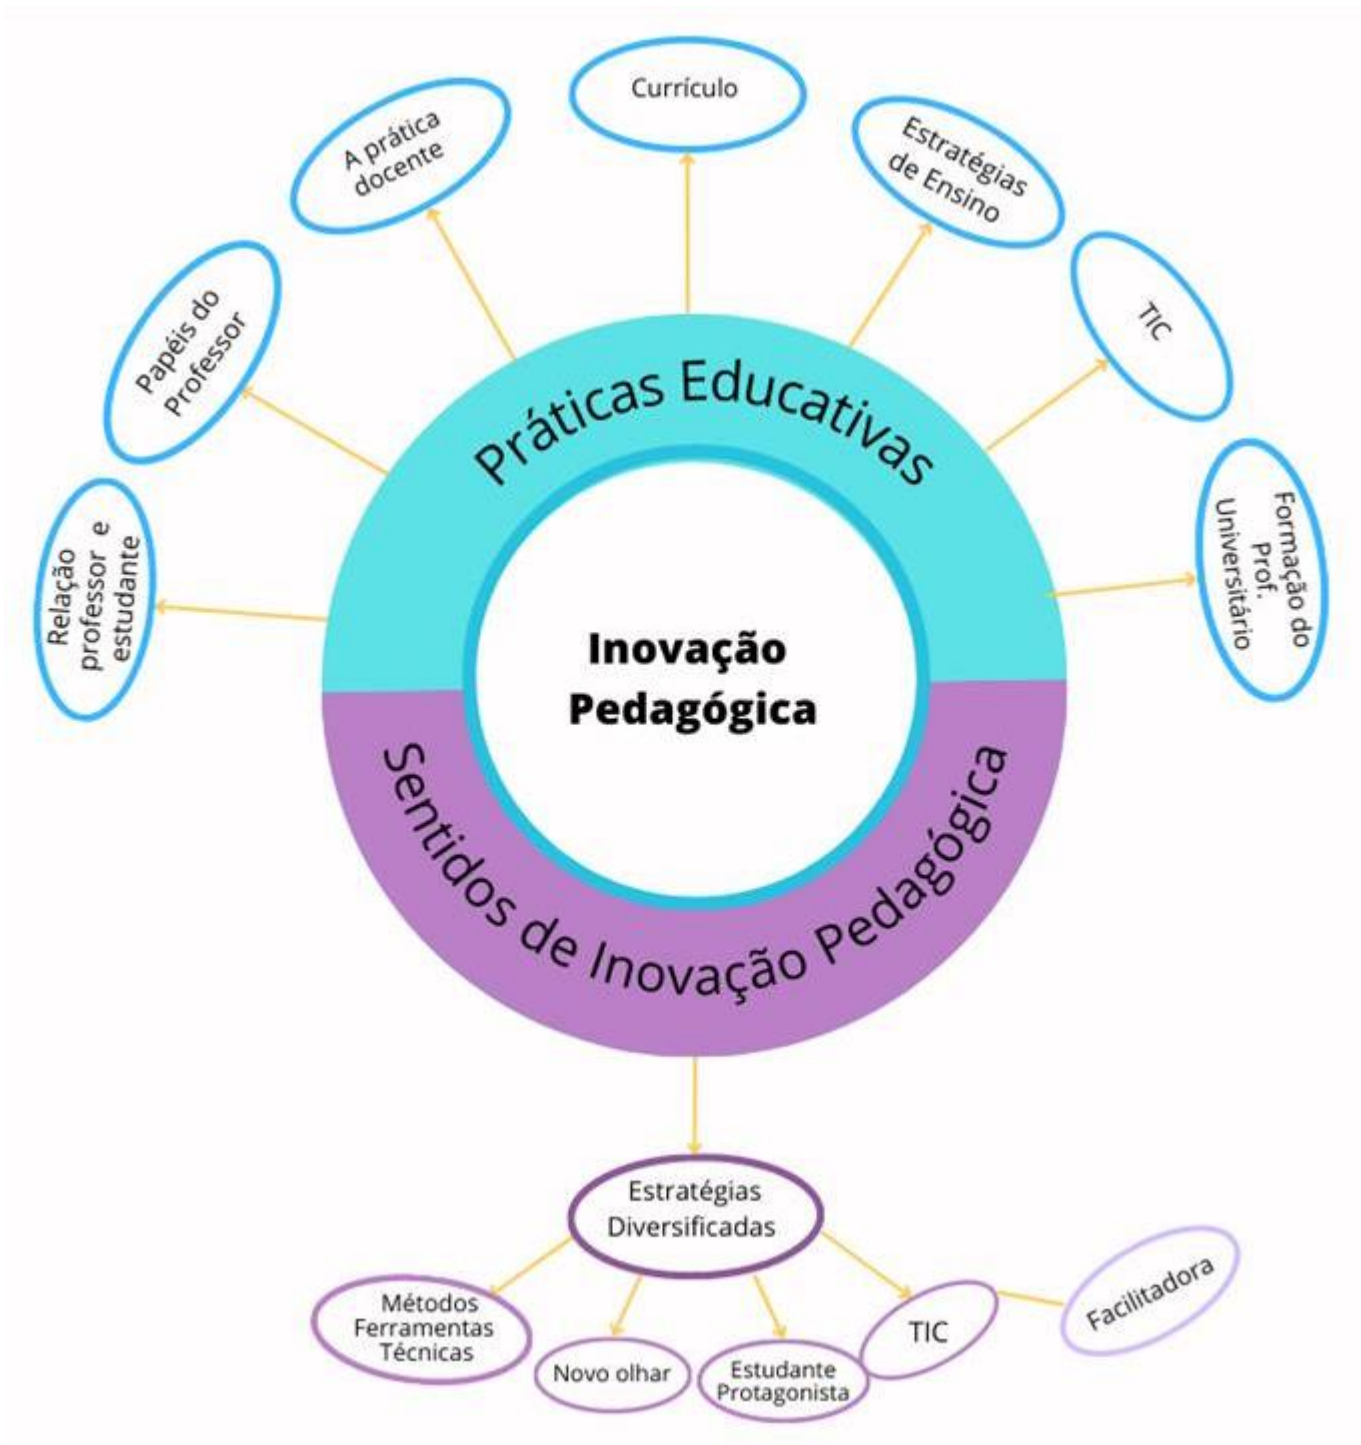 Currículo
A prática
docente
Estratégias
de Ensino
Papéis do
Professor
TIC
Relação
professor e
estudante
Formação do
Prof.
Universitário
Práticas Educativas
Inovação
Pedagógica
Sentidos de Inovação Pedagógica
Estratégias
Diversificadas
Métodos
Ferramentas
Técnicas
Novo olhar
Estudante
Protagonista
TIC
Facilitadora